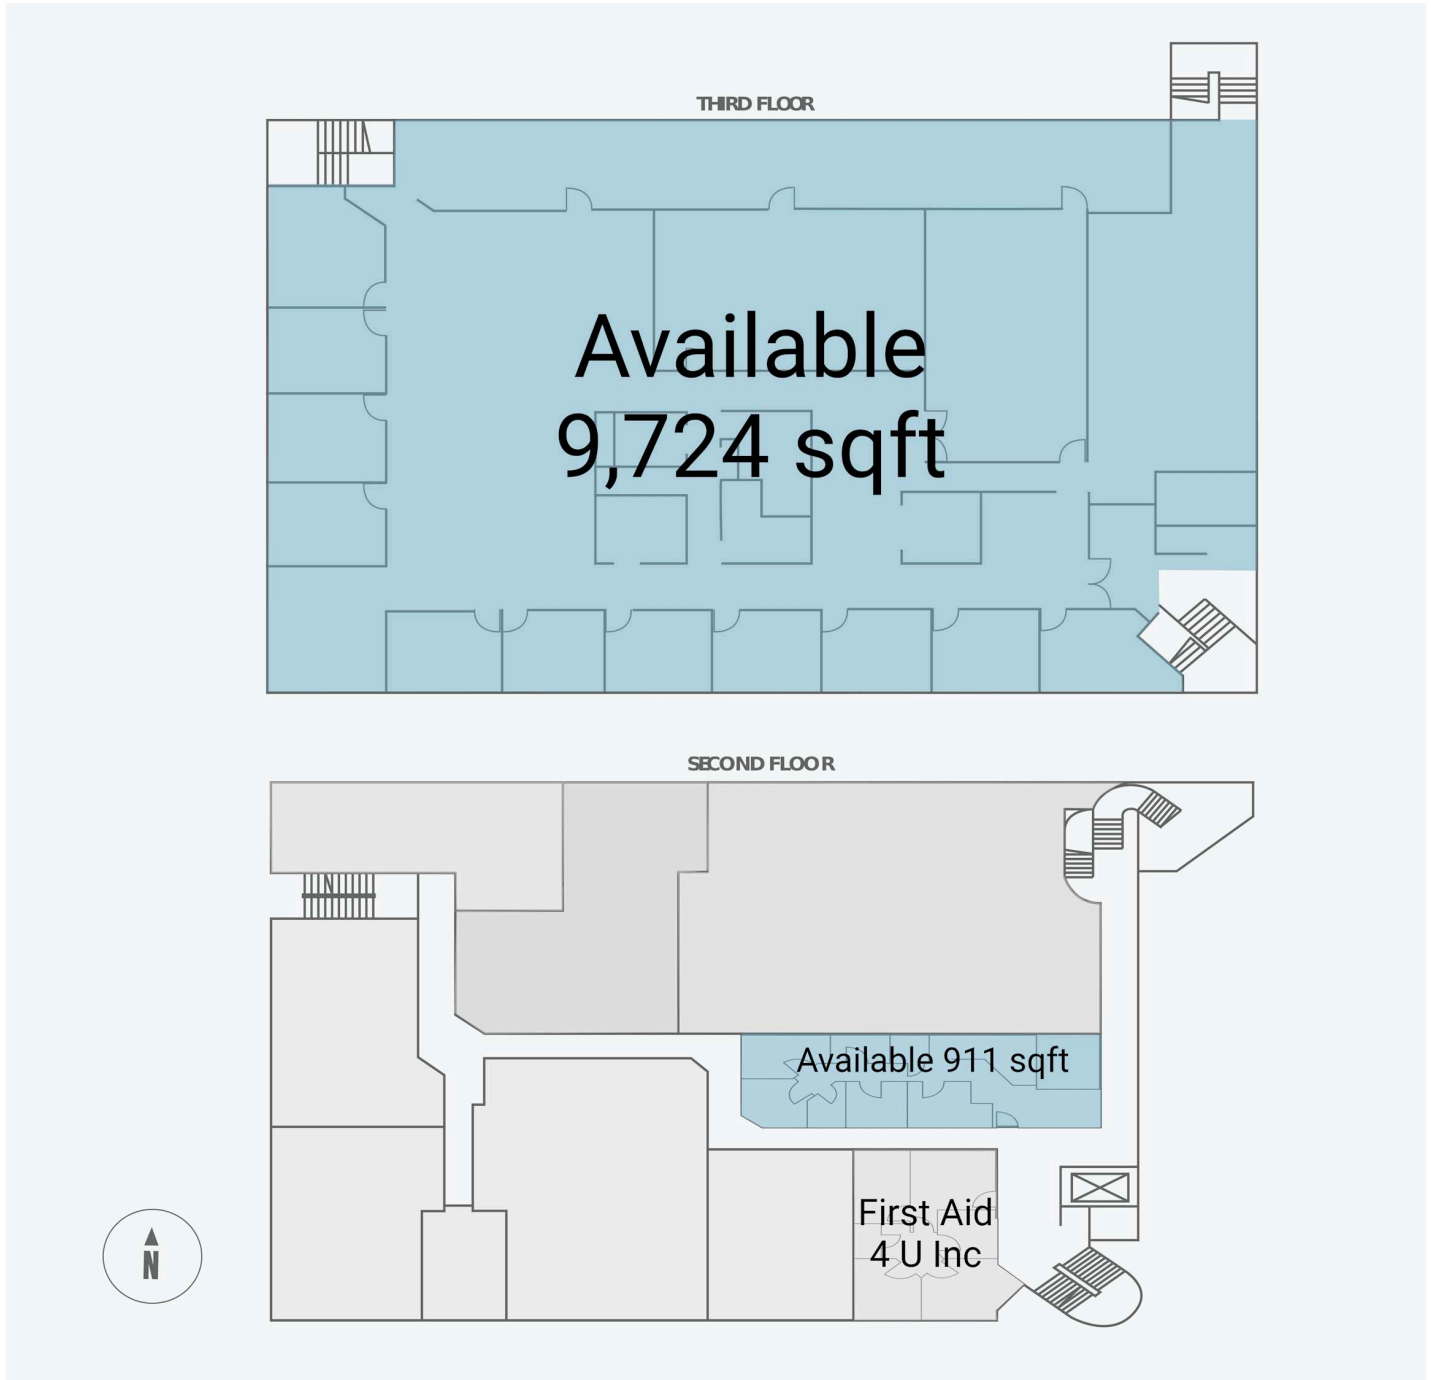 THIRD FLOOR
Available
9,724 sqft
SECOND FLOOR
Available 911 sqft
First Aid
4 U Inc
N